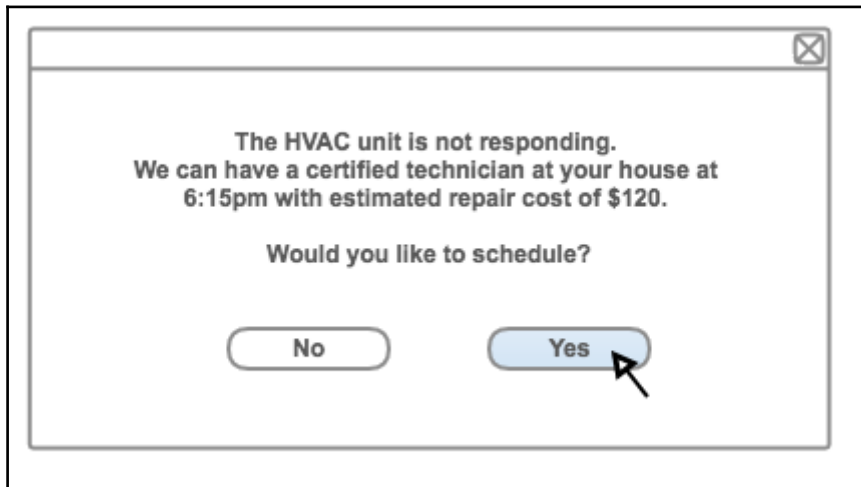 The HVAC unit is not responding.
We can have a certified technician at your house at
6:15pm with estimated repair cost of $120.
Would you like to schedule?
No
Yes